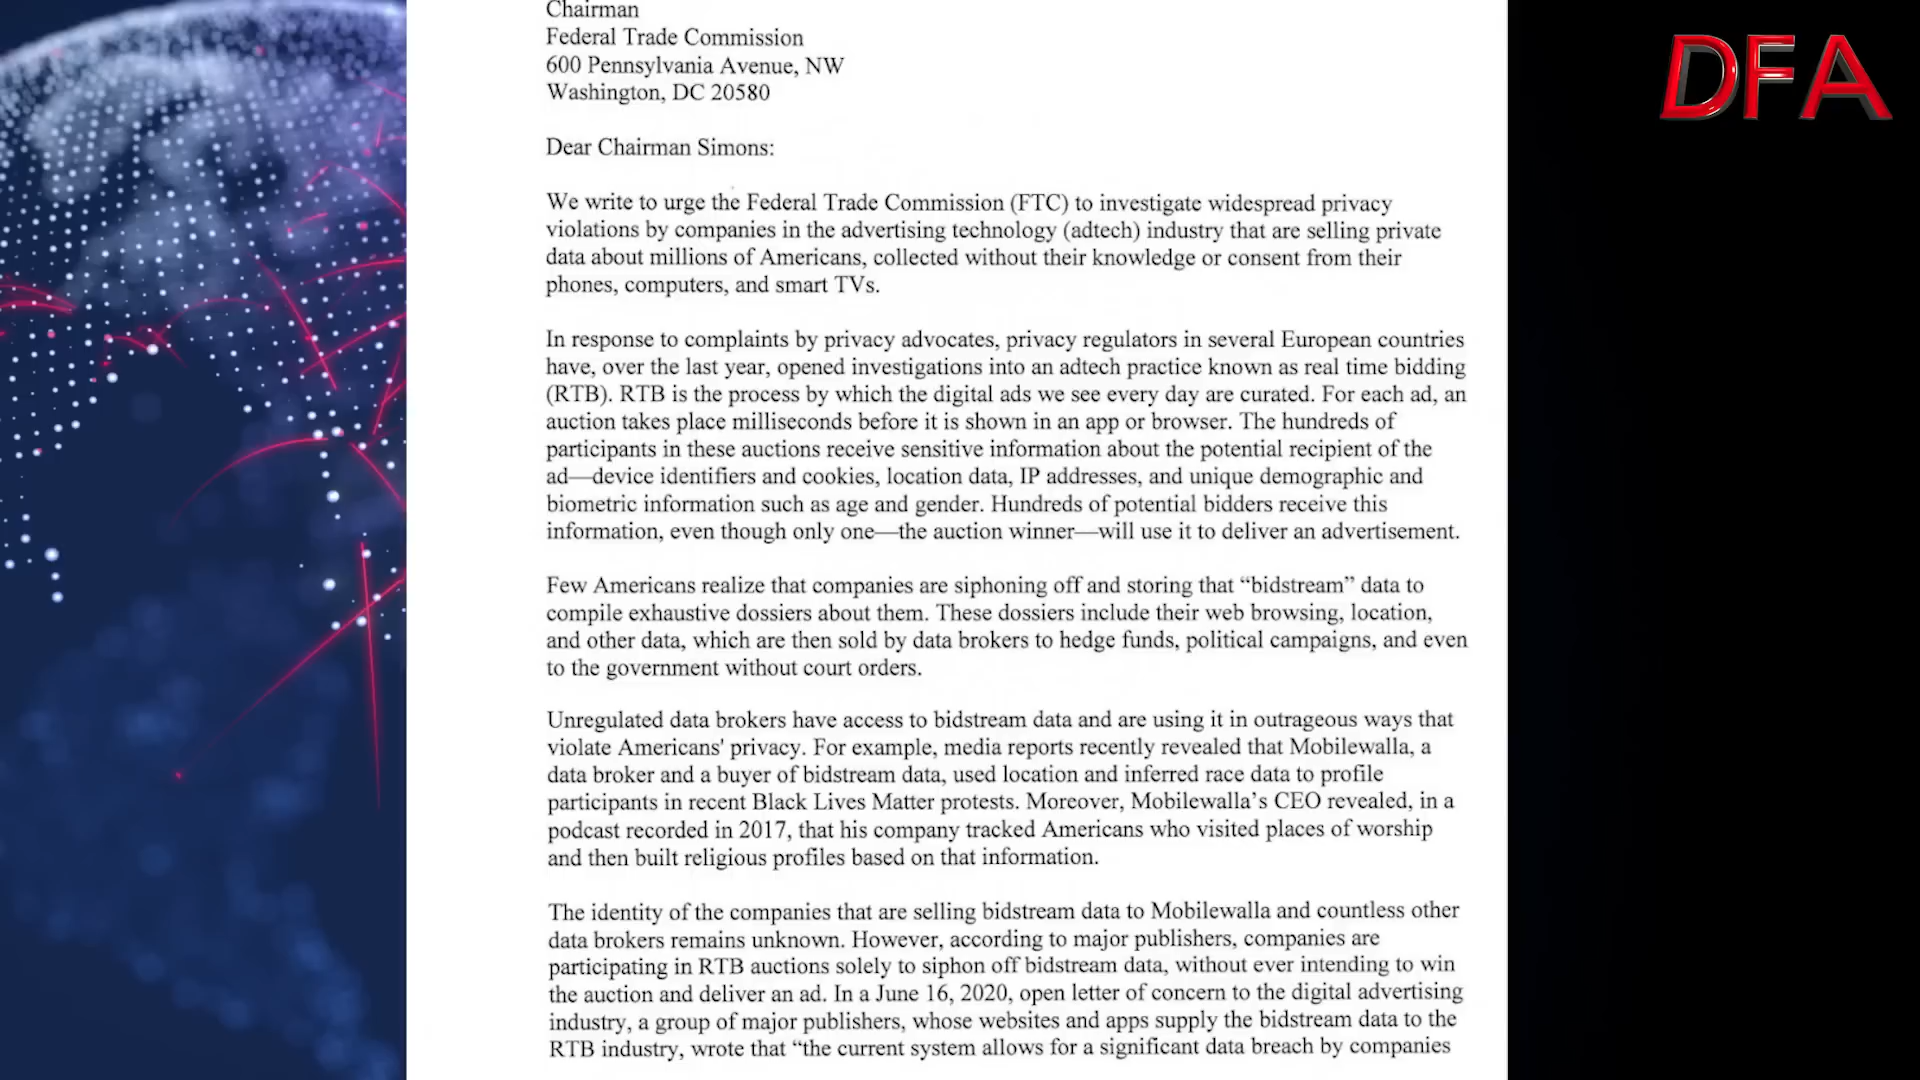 Chairman
Federal Trade Commission
600 Pennsylvania Avenue, NW
Washington, DC 20580
DFA
Dear Chairman Simons:
We write to urge the Federal Trade Commission (FTC) to investigate widespread privacy
violations by companies in the advertising technology (adtech) industry that are selling private
data about millions of Americans, collected without their knowledge or consent from their
phones, computers, and smart TVs.
In response to complaints by privacy advocates, privacy regulators in several European countries
have, over the last year, opened investigations into an adtech practice known as real time bidding
(RTB). RTB is the process by which the digital ads we see every day are curated. For each ad, an
auction takes place milliseconds before it is shown in an app or browser. The hundreds of
participants in these auctions receive sensitive information about the potential recipient of the
ad—device identifiers and cookies, location data, IP addresses, and unique demographic and
biometric information such as age and gender. Hundreds of potential bidders receive this
information, even though only one—the auction winner—will use it to deliver an advertisement.
Few Americans realize that companies are siphoning off and storing that “bidstream” data to
compile exhaustive dossiers about them. These dossiers include their web browsing, location,
and other data, which are then sold by data brokers to hedge funds, political campaigns, and even
to the government without court orders.
Unregulated data brokers have access to bidstream data and are using it in outrageous ways that
violate Americans' privacy. For example, media reports recently revealed that Mobilewalla, a
data broker and a buyer of bidstream data, used location and inferred race data to profile
participants in recent Black Lives Matter protests. Moreover, Mobilewalla’s CEO revealed, in a
podcast recorded in 2017, that his company tracked Americans who visited places of worship
and then built religious profiles based on that information.
The identity of the companies that are selling bidstream data to Mobilewalla and countless other
data brokers remains unknown. However, according to major publishers, companies are
participating in RTB auctions solely to siphon off bidstream data, without ever intending to win
the auction and deliver an ad. In a June 16, 2020, open letter of concern to the digital advertising
industry, a group of major publishers, whose websites and apps supply the bidstream data to the
RTB industry, wrote that “the current system allows for a significant data breach by companies